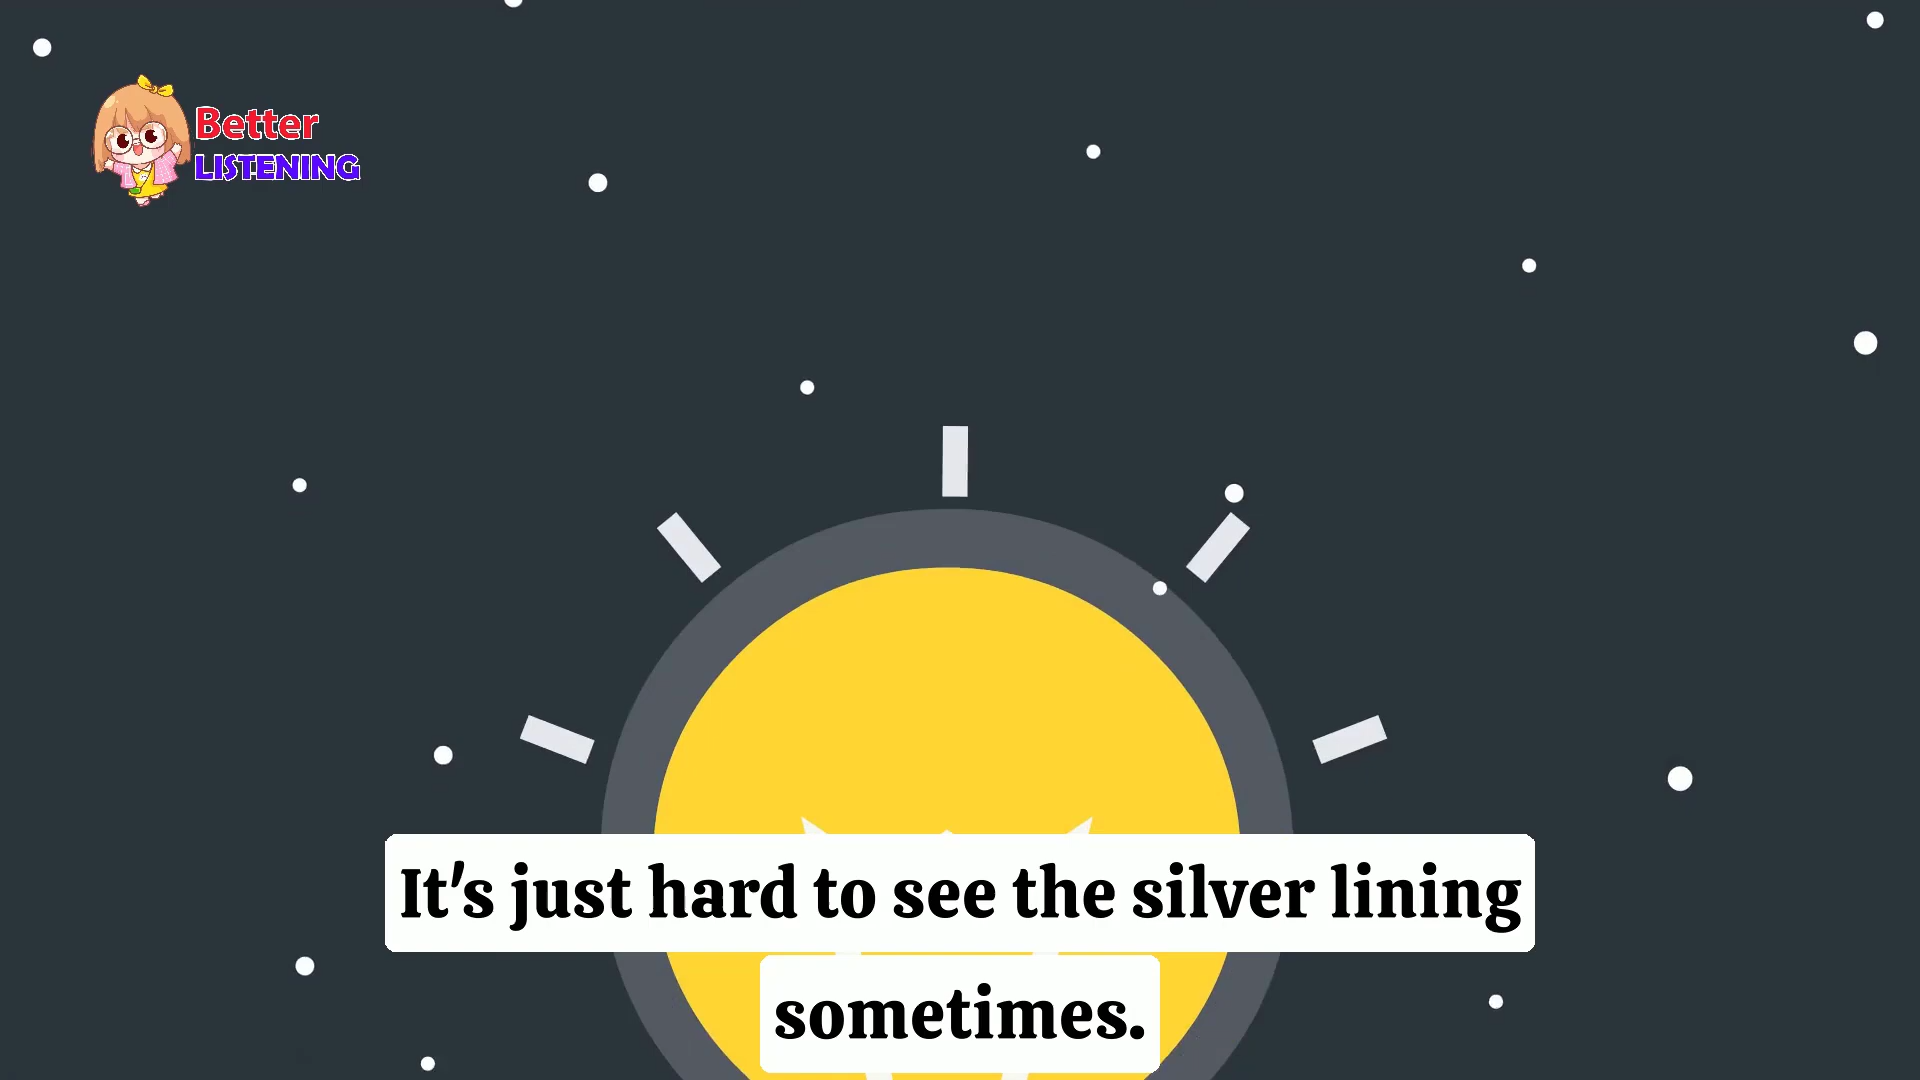 Better
LISTENING
It's just hard to see the silver lining
sometimes.